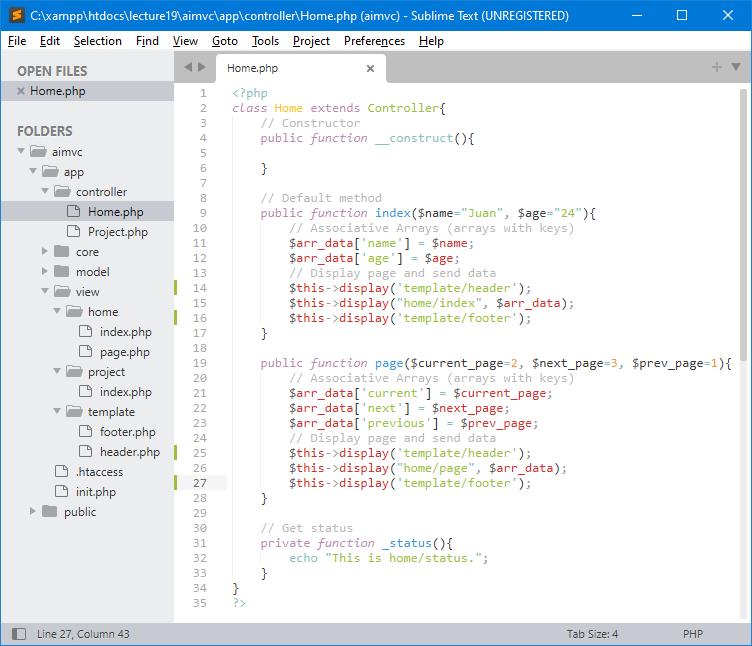 C:\xampp\htdocs\lecture19\aimvc\app\controller\Home.php (aimvc) - Sublime Text (UNREGISTERED)
File Edit Selection Find View Goto Tools Project Preferences Help
OPEN FILES
Home.php
FOLDERS
aimvc
app
controller
Home.php
Project.php
core
model
view
home
index.php
page.php
project
index.php
template
footer.php
header.php
.htaccess
init.php
public
Home.php
1 <?php
2 class Home extends Controller{
3     // Constructor
4     public function __construct(){
5
6     }
7
8     // Default method
9     public function index($name="Juan", $age="24"){
10         // Associative Arrays (arrays with keys)
11         $arr_data['name'] = $name;
12         $arr_data['age'] = $age;
13         // Display page and send data
14         $this->display('template/header');
15         $this->display("home/index", $arr_data);
16         $this->display('template/footer');
17     }
18
19     public function page($current_page=2, $next_page=3, $prev_page=1){
20         // Associative Arrays (arrays with keys)
21         $arr_data['current'] = $current_page;
22         $arr_data['next'] = $next_page;
23         $arr_data['previous'] = $prev_page;
24         // Display page and send data
25         $this->display('template/header');
26         $this->display("home/page", $arr_data);
27         $this->display('template/footer');
28     }
29
30     // Get status
31     private function _status(){
32         echo "This is home/status.";
33     }
34 }
35 ?>
Line 27, Column 43
Tab Size: 4
PHP